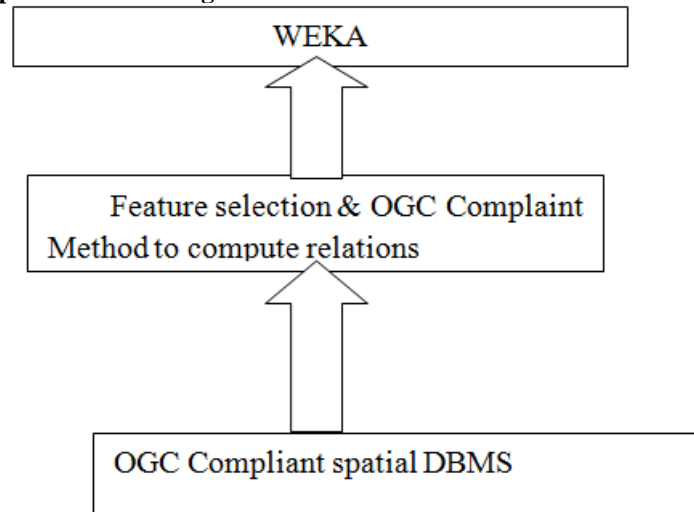 WEKA
Feature selection & OGC Complaint
Method to compute relations
OGC Compliant spatial DBMS